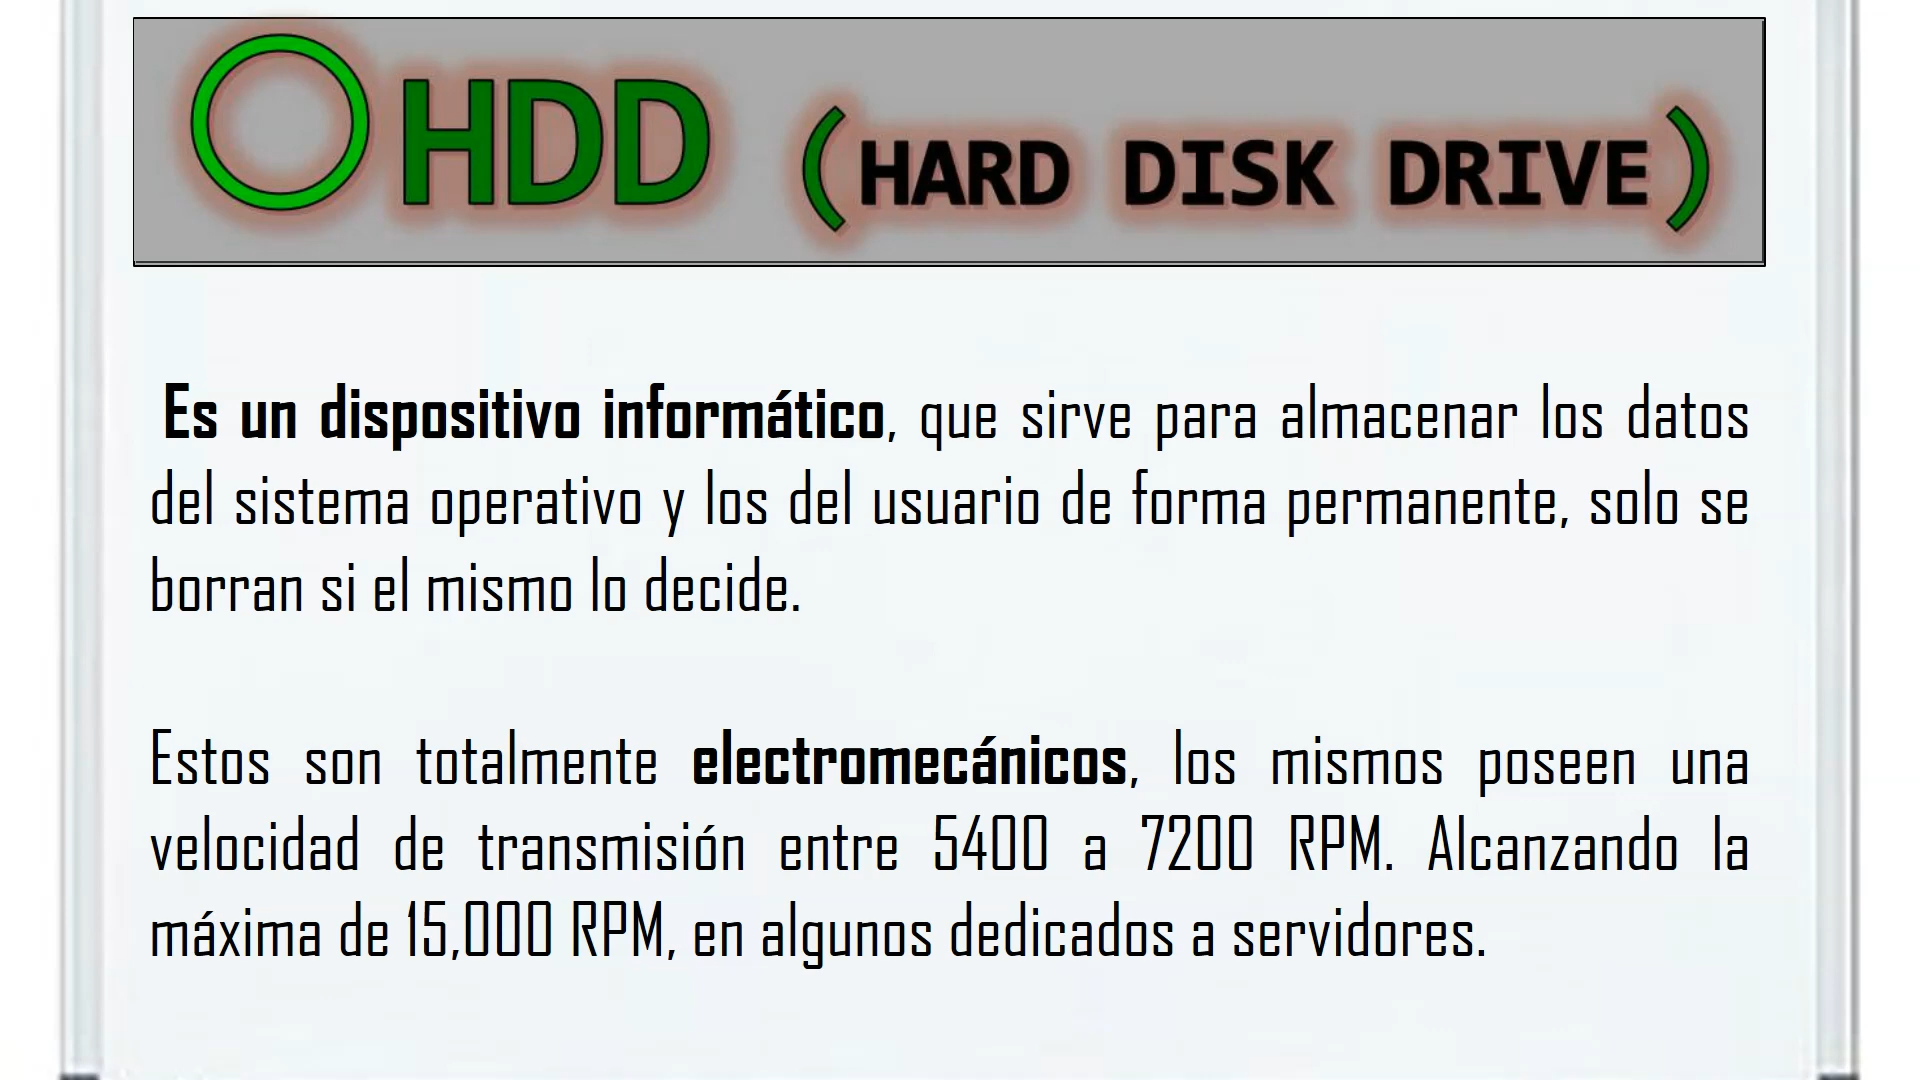 HDD (HARD DISK DRIVE)
Es un dispositivo informático, que sirve para almacenar los datos
del sistema operativo y los del usuario de forma permanente, solo se
borran si el mismo lo decide.
Estos son totalmente electromecánicos, los mismos poseen una
velocidad de transmisión entre 5400 a 7200 RPM. Alcanzando la
máxima de 15,000 RPM, en algunos dedicados a servidores.